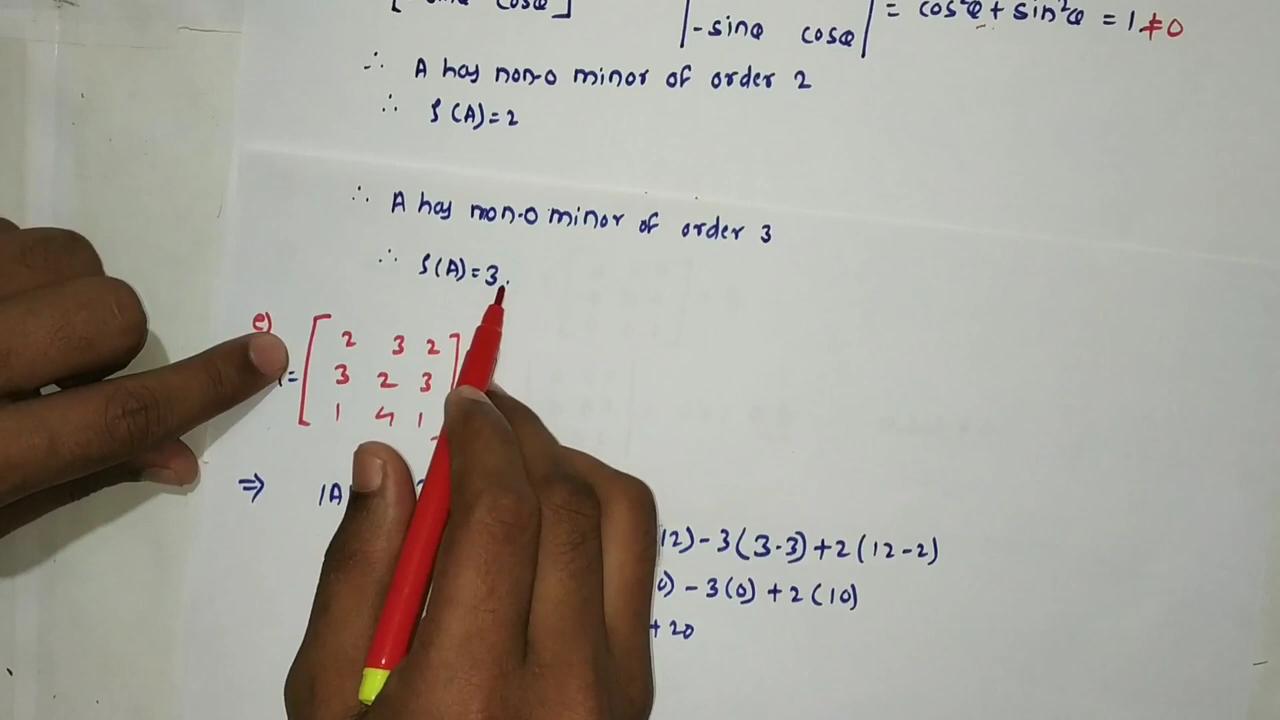 cosθ]
-sinθ cosθ| = cos²θ + sin²θ = 1 ≠0
∴ A has non-0 minor of order 2
∴ ρ(A)=2
∴ A has non-0 minor of order 3
∴ ρ(A)=3.
e)
= [ 2 3 2
3 2 3
1 4 1
⇒ |A|
12) - 3(3-3) + 2(12-2)
0) - 3(0) + 2(10)
+ 20